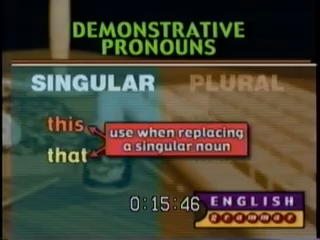 DEMONSTRATIVE
PRONOUNS
SINGULAR PLURAL
this
that
use when replacing
a singular noun
0:15:46
ENGLISH
grammar